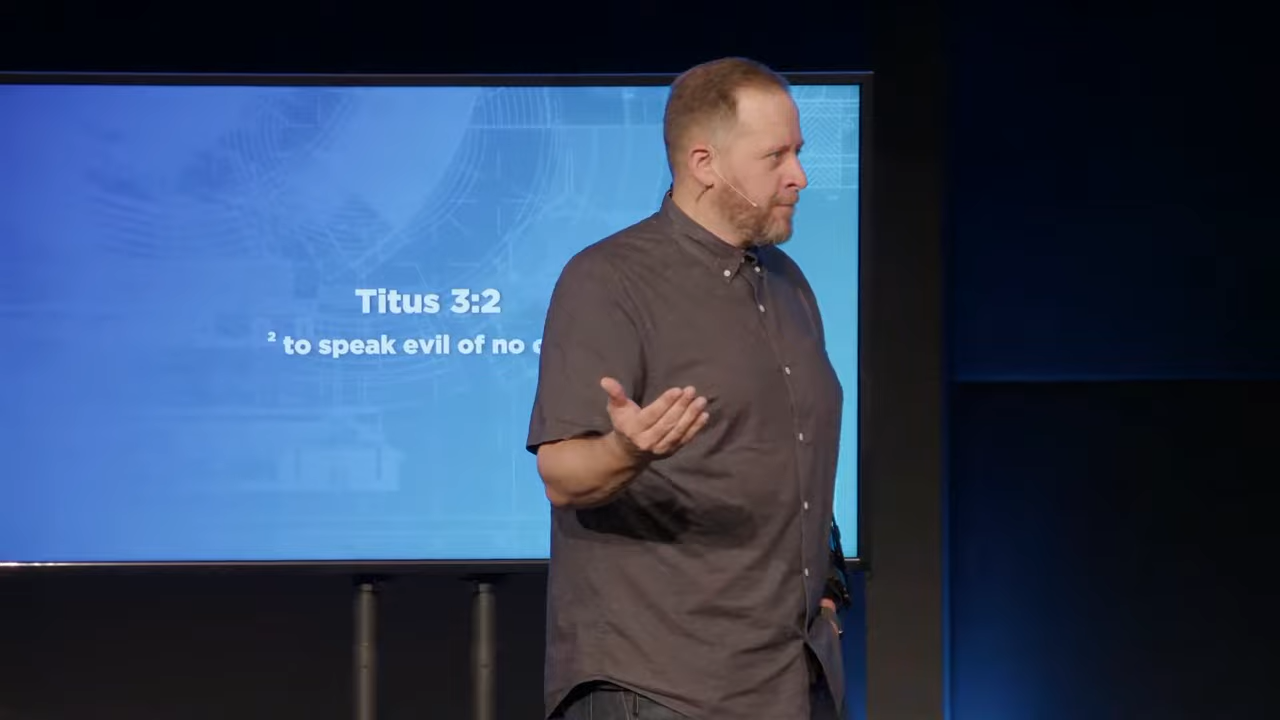 Titus 3:2
² to speak evil of no